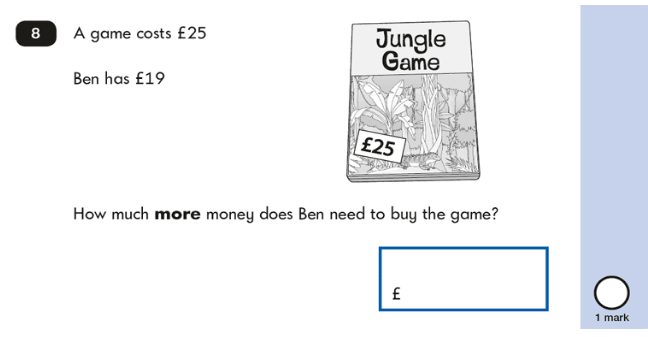 8
A game costs £25
Ben has £19
Jungle
Game
£25
How much more money does Ben need to buy the game?
£
1 mark